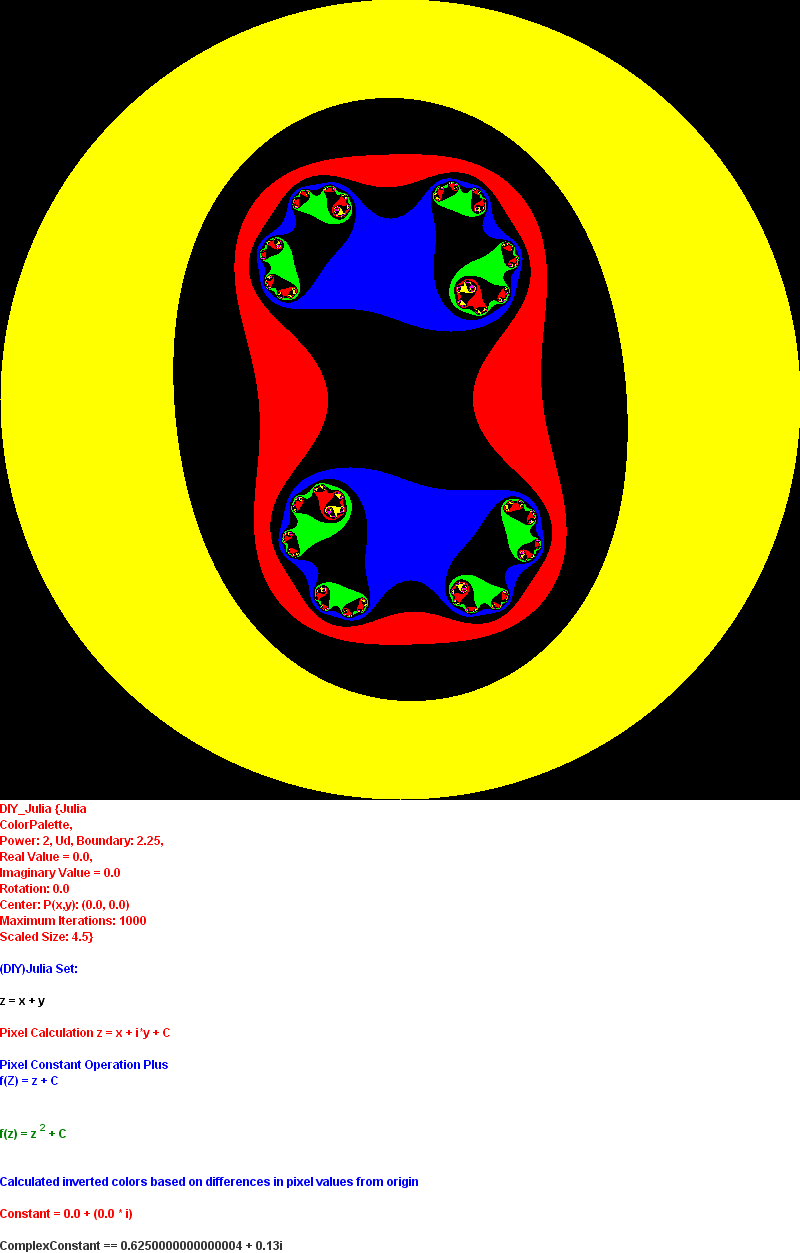 DIY_Julia {Julia
ColorPalette,
Power: 2, Ud, Boundary: 2.25,
Real Value = 0.0,
Imaginary Value = 0.0
Rotation: 0.0
Center: P(x,y): (0.0, 0.0)
Maximum Iterations: 1000
Scaled Size: 4.5}
(DIY)Julia Set:
z = x + y
Pixel Calculation z = x + i*y + C
Pixel Constant Operation Plus
f(Z) = z + C
f(z) = z ² + C
Calculated inverted colors based on differences in pixel values from origin
Constant = 0.0 + (0.0 * i)
ComplexConstant == 0.6250000000000004 + 0.13i